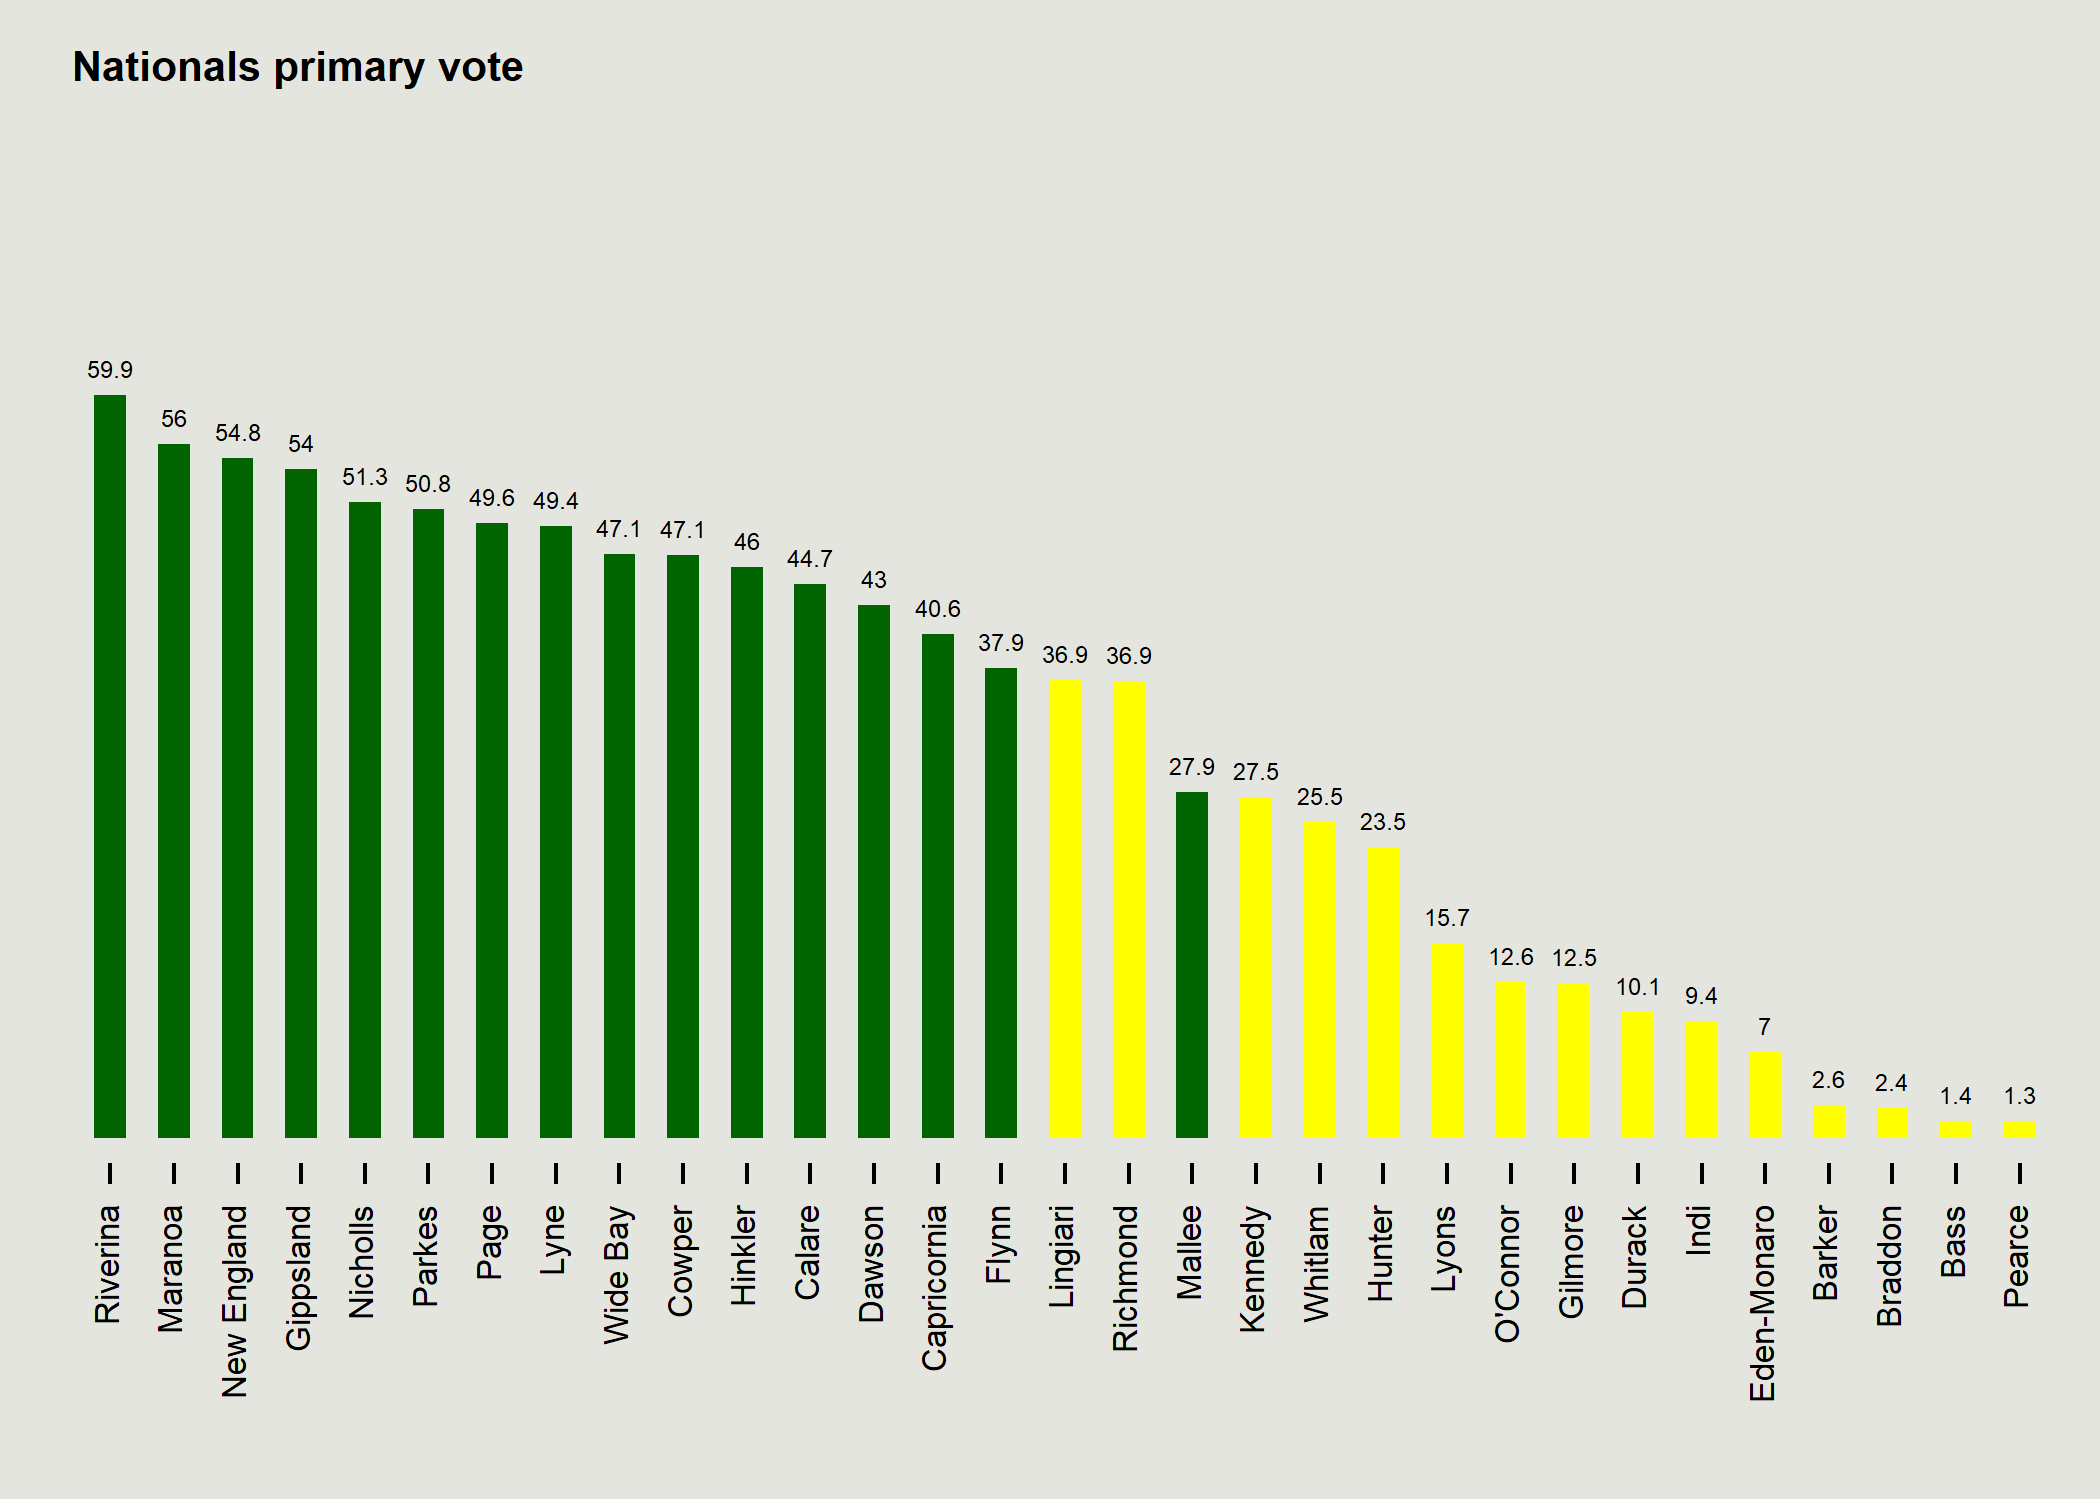 Nationals primary vote
59.9
56
54.8
54
51.3
50.8
49.6
49.4
47.1
47.1
46
44.7
43
40.6
37.9
36.9
36.9
27.9
27.5
25.5
23.5
15.7
12.6
12.5
10.1
9.4
7
2.6
2.4
1.4
1.3
Riverina
Maranoa
New England
Gippsland
Nicholls
Parkes
Page
Lyne
Wide Bay
Cowper
Hinkler
Calare
Dawson
Capricornia
Flynn
Lingiari
Richmond
Mallee
Kennedy
Whitlam
Hunter
Lyons
O'Connor
Gilmore
Durack
Indi
Eden-Monaro
Barker
Braddon
Bass
Pearce